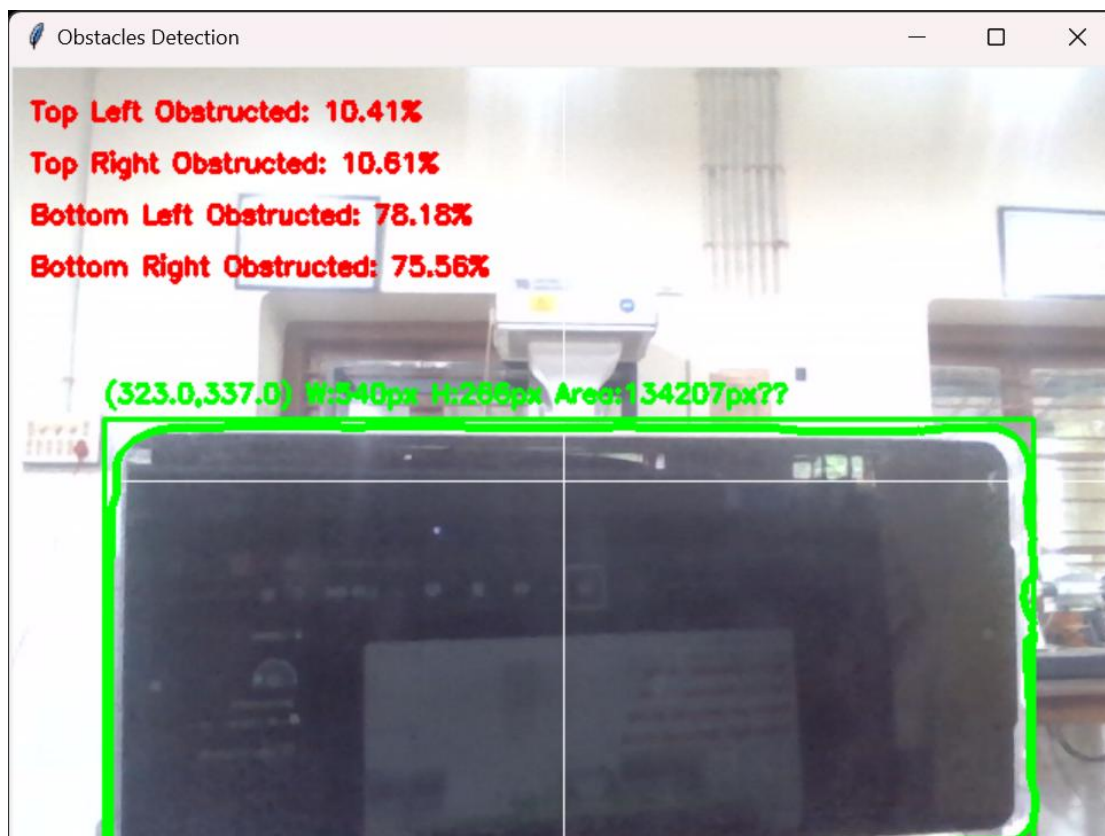 Obstacles Detection
Top Left Obstructed: 10.41%
Top Right Obstructed: 10.61%
Bottom Left Obstructed: 78.18%
Bottom Right Obstructed: 75.56%
(323.0,337.0) W:540px H:266px Area:134207px??